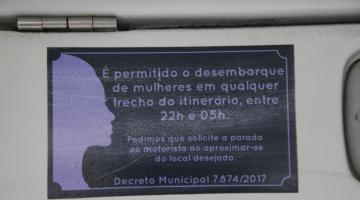 É permitido o desembarque
de mulheres em qualquer
trecho do itinerário, entre
22h e 05h.
Pedimos que solicite a parada
ao motorista ao aproximar-se
do local desejado.
Decreto Municipal 7.874/2017